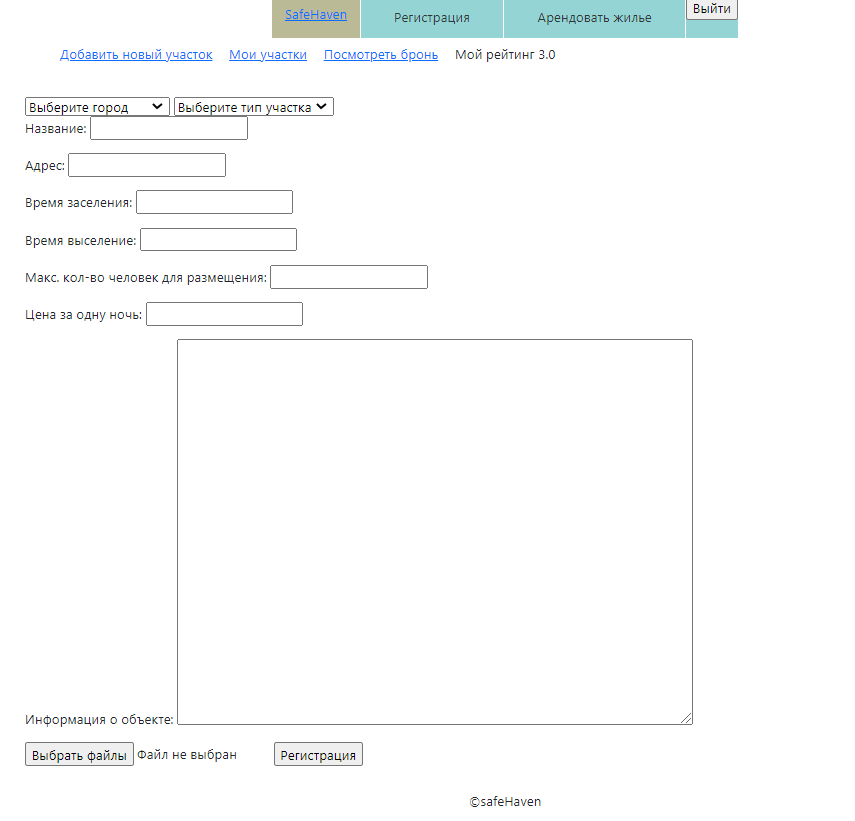 SafeHaven Регистрация Арендовать жилье Выйти
Добавить новый участок Мои участки Посмотреть бронь Мой рейтинг 3.0
Выберите город Выберите тип участка
Название:
Адрес:
Время заселения:
Время выселение:
Макс. кол-во человек для размещения:
Цена за одну ночь:
Информация о объекте:
Выбрать файлы Файл не выбран Регистрация
©safeHaven